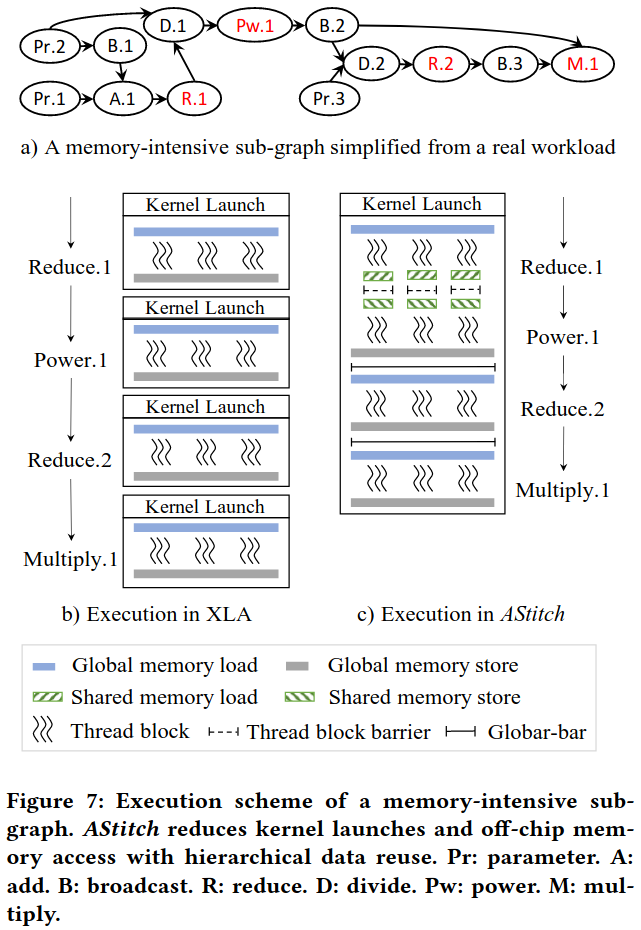 Pr.2 B.1 D.1 Pw.1 B.2
D.2 R.2 B.3 M.1
Pr.1 A.1 R.1 Pr.3
a) A memory-intensive sub-graph simplified from a real workload
Kernel Launch
Reduce.1
Kernel Launch
Power.1
Kernel Launch
Reduce.2
Kernel Launch
Multiply.1
b) Execution in XLA
Kernel Launch
Reduce.1
Power.1
Reduce.2
Multiply.1
c) Execution in AStitch
Global memory load Global memory store
Shared memory load Shared memory store
Thread block Thread block barrier Globar-bar
Figure 7: Execution scheme of a memory-intensive sub-
graph. AStitch reduces kernel launches and off-chip mem-
ory access with hierarchical data reuse. Pr: parameter. A:
add. B: broadcast. R: reduce. D: divide. Pw: power. M: mul-
tiply.